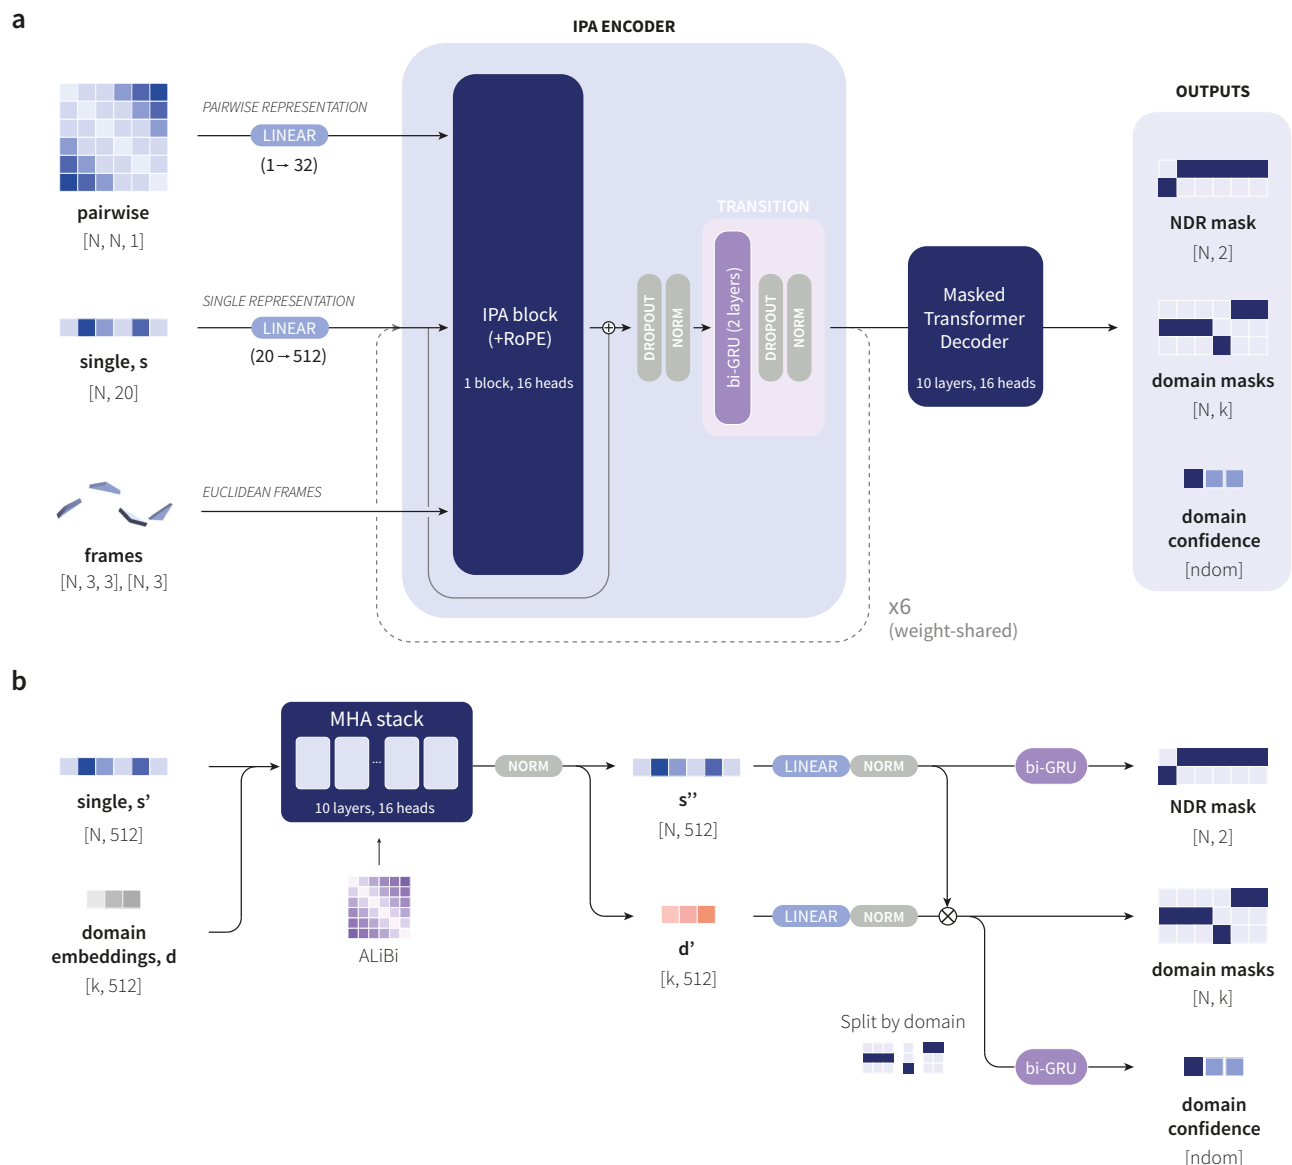 a
IPA ENCODER
PAIRWISE REPRESENTATION
LINEAR
(1→ 32)
pairwise
[N, N, 1]
SINGLE REPRESENTATION
LINEAR
(20→512)
single, s
[N, 20]
EUCLIDEAN FRAMES
frames
[N, 3, 3], [N, 3]
IPA block
(+RoPE)
1 block, 16 heads
DROPOUT
NORM
TRANSITION
bi-GRU (2 layers)
DROPOUT
NORM
x6
(weight-shared)
Masked
Transformer
Decoder
10 layers, 16 heads
OUTPUTS
NDR mask
[N, 2]
domain masks
[N, k]
domain
confidence
[ndom]
b
single, s’
[N, 512]
domain
embeddings, d
[k, 512]
MHA stack
...
10 layers, 16 heads
ALiBi
NORM
s’’
[N, 512]
d’
[k, 512]
LINEAR
NORM
LINEAR
NORM
bi-GRU
Split by domain
bi-GRU
NDR mask
[N, 2]
domain masks
[N, k]
domain
confidence
[ndom]